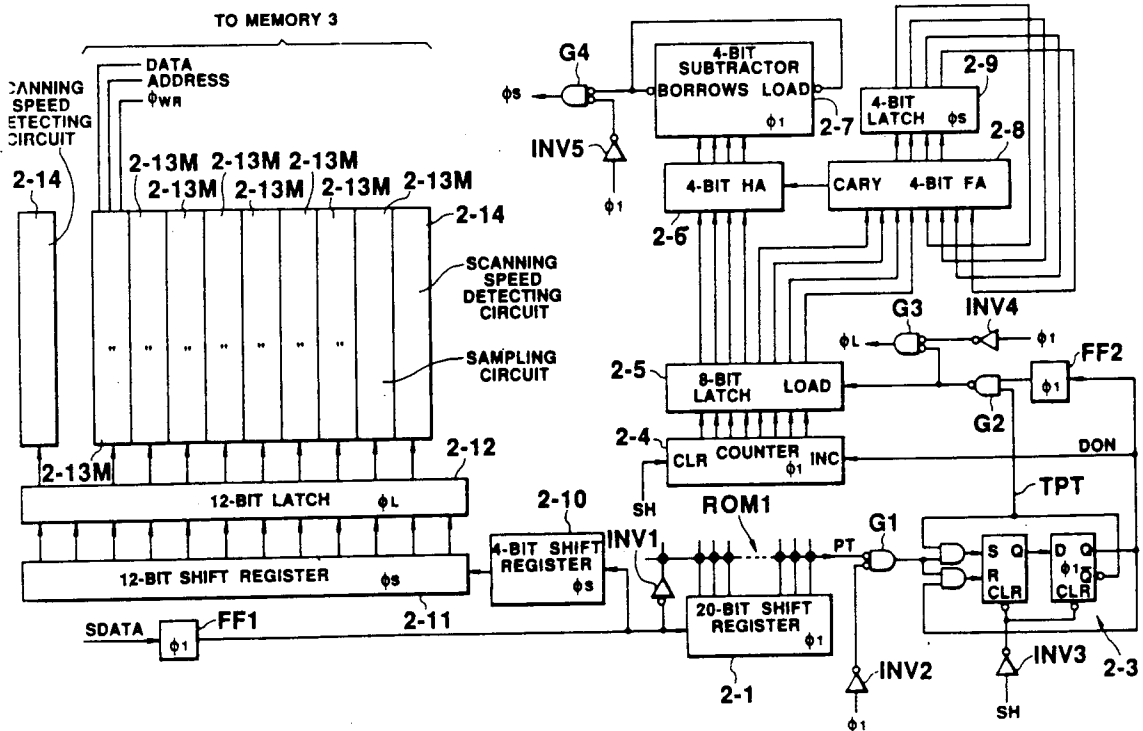 TO MEMORY 3
DATA
ADDRESS
ΦWR
CANNING
SPEED
DETECTING
CIRCUIT
2-14
2-13M 2-13M 2-13M 2-13M
2-13M 2-13M 2-13M
2-14
SCANNING
SPEED
DETECTING
CIRCUIT
SAMPLING
CIRCUIT
" " " " " " "
2-13M
2-12
12-BIT LATCH ΦL
12-BIT SHIFT REGISTER ΦS
2-11
2-10
4-BIT SHIFT
REGISTER
ΦS
SDATA
FF1
Φ1
INV1
ROM1
20-BIT SHIFT
REGISTER Φ1
2-1
PT
G1
INV2
Φ1
G4
ΦS
4-BIT
SUBTRACTOR
BORROWS LOAD
Φ1
2-7
INV5
Φ1
4-BIT HA
2-6
2-9
4-BIT
LATCH ΦS
2-8
CARY 4-BIT FA
G3
ΦL
INV4
Φ1
2-5
8-BIT
LATCH LOAD
G2
FF2
Φ1
2-4
CLR COUNTER Φ1 INC
SH
DON
TPT
S Q
R
CLR
D Q
Φ1 Q̅
CLR
INV3
SH
2-3